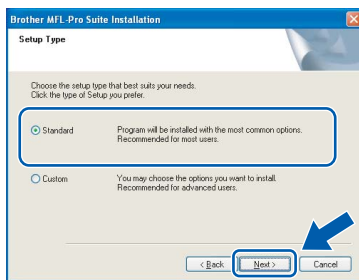 Brother MFL-Pro Suite Installation
Setup Type
Choose the setup type that best suits your needs.
Click the type of Setup you prefer.
Standard
Program will be installed with the most common options.
Recommended for most users.
Custom
You may choose the options you want to install.
Recommended for advanced users.
< Back Next > Cancel